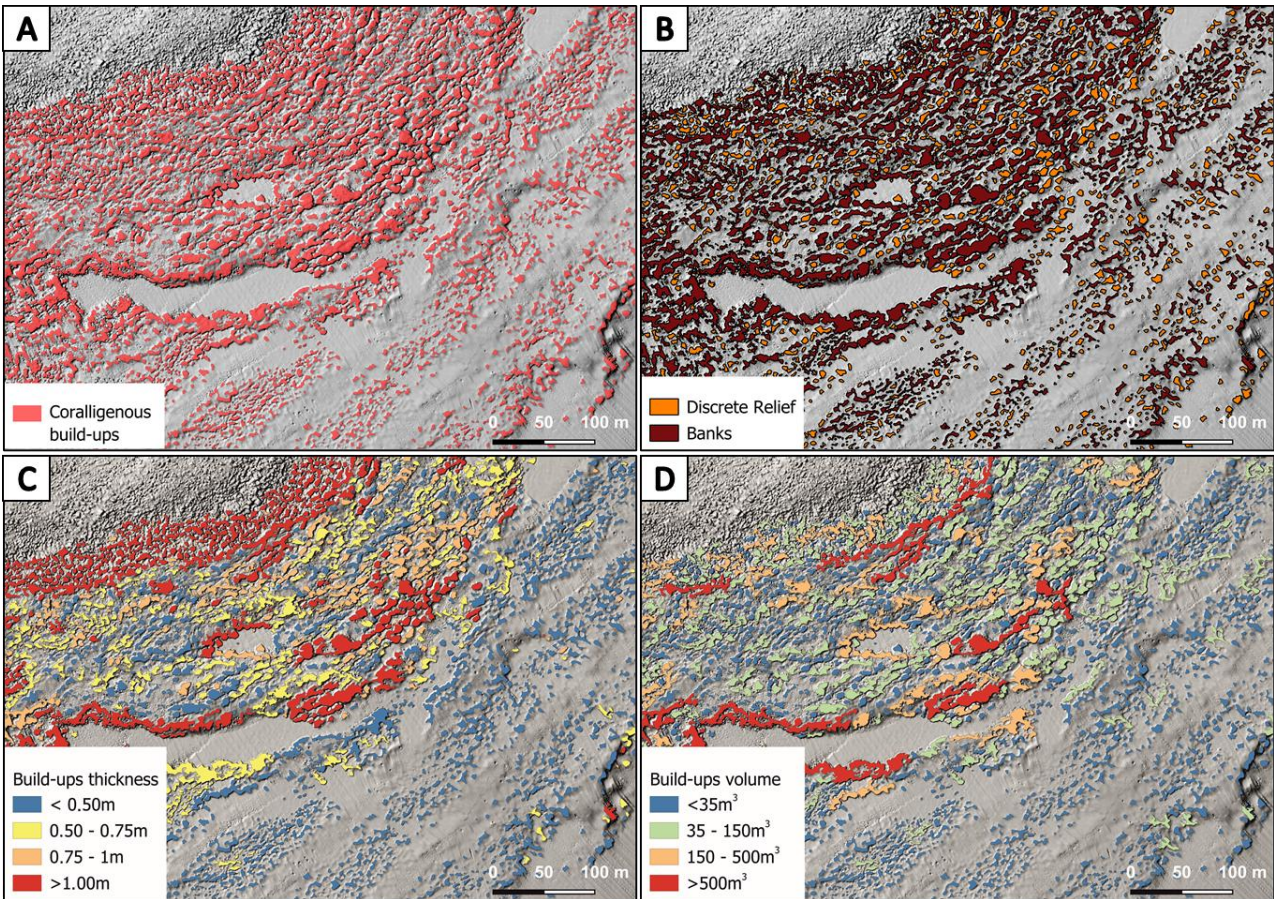 A
Coralligenous
build-ups
0 50 100 m
B
Discrete Relief
Banks
0 50 100 m
C
Build-ups thickness
< 0.50m
0.50 - 0.75m
0.75 - 1m
>1.00m
0 50 100 m
D
Build-ups volume
<35m³
35 - 150m³
150 - 500m³
>500m³
0 50 100 m